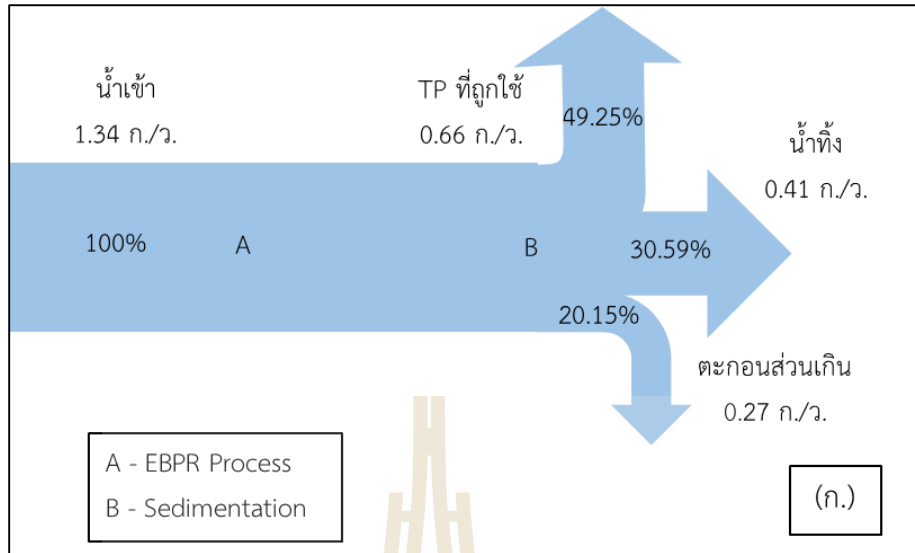 น้ำเข้า
1.34 ก./ว.
TP ที่ถูกใช้
0.66 ก./ว.
49.25%
น้ำทิ้ง
0.41 ก./ว.
100%
A
B
30.59%
20.15%
ตะกอนส่วนเกิน
0.27 ก./ว.
A - EBPR Process
B - Sedimentation
(ก.)